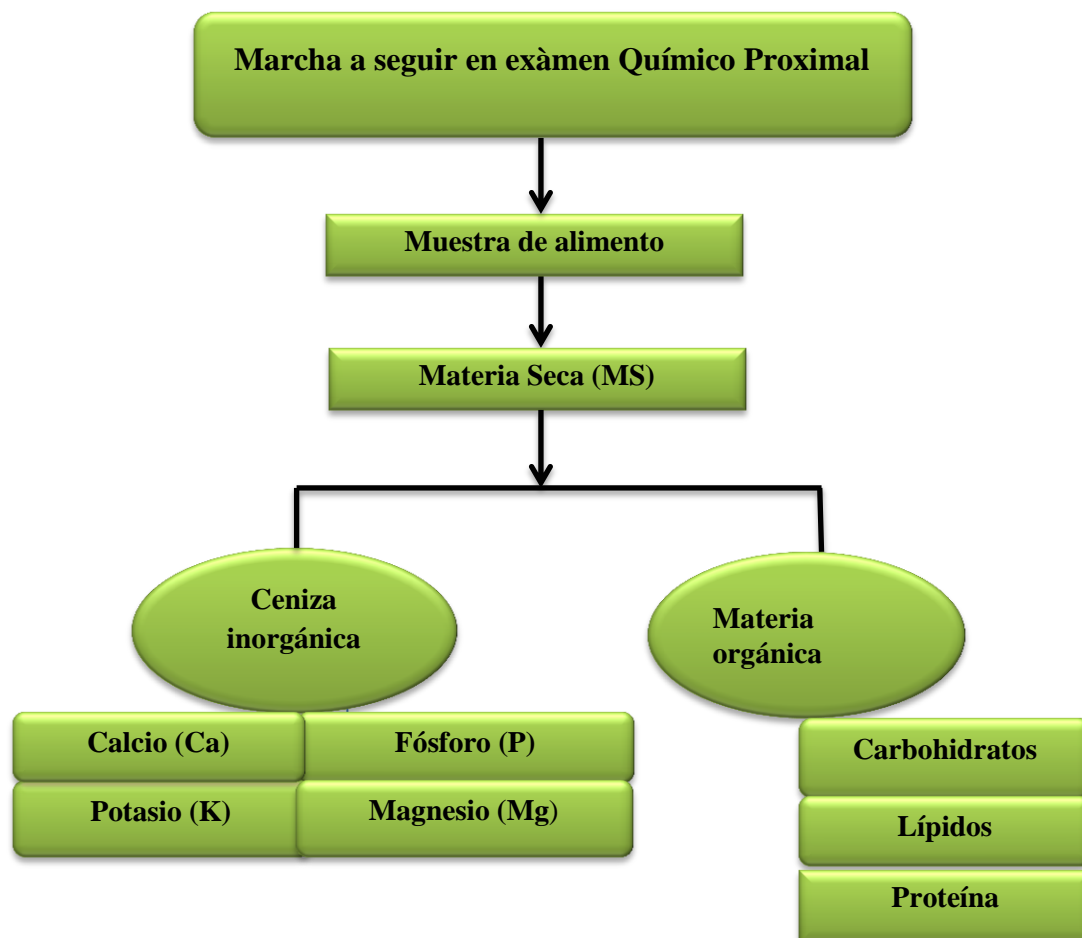 Marcha a seguir en exàmen Químico Proximal
Muestra de alimento
Materia Seca (MS)
Ceniza
inorgánica
Materia
orgánica
Calcio (Ca)
Fósforo (P)
Potasio (K)
Magnesio (Mg)
Carbohidratos
Lípidos
Proteína